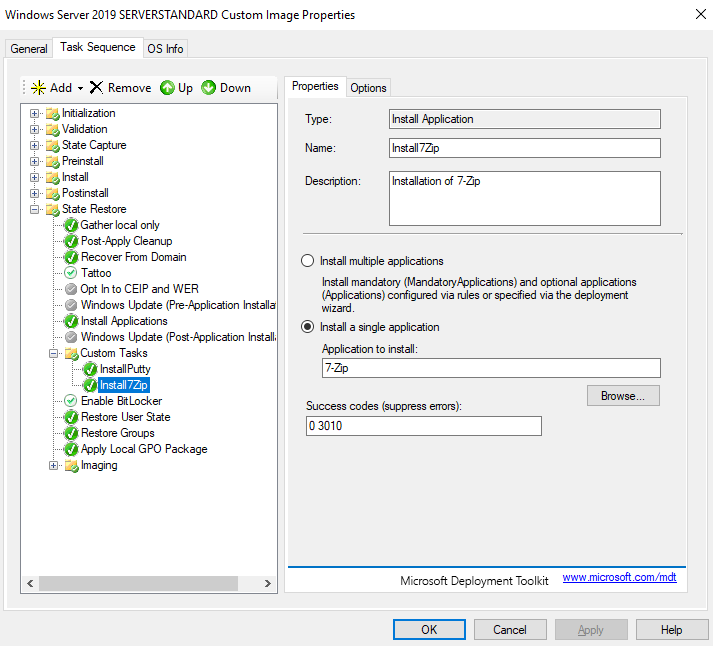 Windows Server 2019 SERVERSTANDARD Custom Image Properties
General
Task Sequence
OS Info
Add
Remove
Up
Down
Initialization
Validation
State Capture
Preinstall
Install
Postinstall
State Restore
Gather local only
Post-Apply Cleanup
Recover From Domain
Tattoo
Opt In to CEIP and WER
Windows Update (Pre-Application Installa
Install Applications
Windows Update (Post-Application Install
Custom Tasks
InstallPutty
Install7Zip
Enable BitLocker
Restore User State
Restore Groups
Apply Local GPO Package
Imaging
Properties
Options
Type:
Install Application
Name:
Install7Zip
Description:
Installation of 7-Zip
Install multiple applications
Install mandatory (MandatoryApplications) and optional applications
(Applications) configured via rules or specified via the deployment
wizard.
Install a single application
Application to install:
7-Zip
Browse...
Success codes (suppress errors):
0 3010
Microsoft Deployment Toolkit
www.microsoft.com/mdt
OK
Cancel
Apply
Help